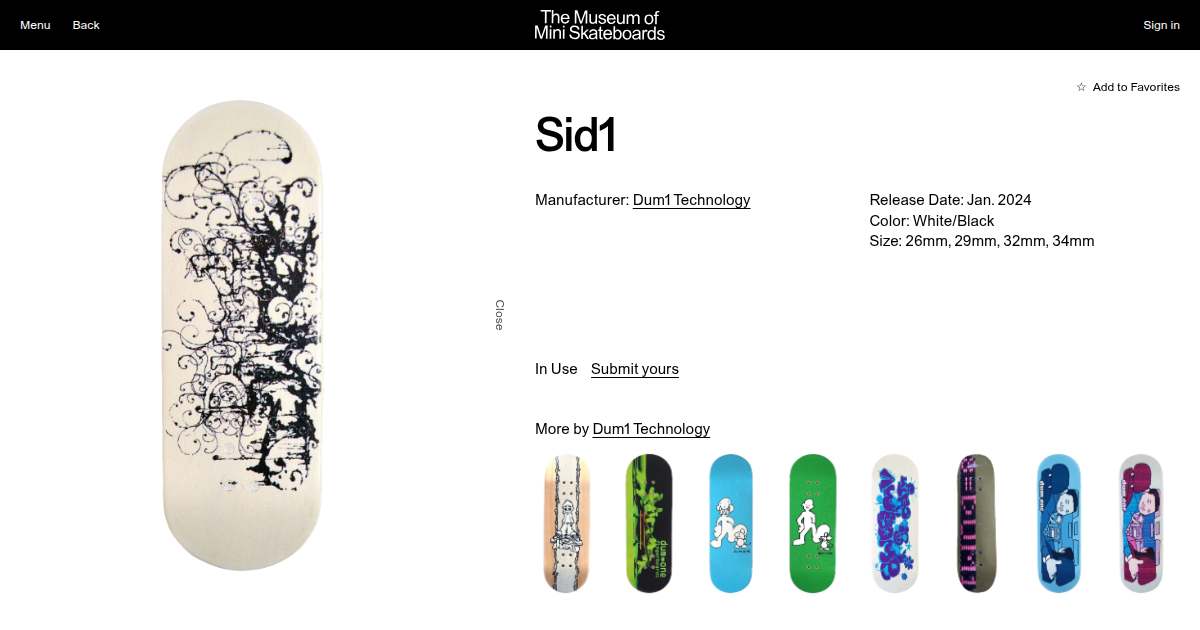 Menu
Back
The Museum of
Mini Skateboards
Sign in
☆ Add to Favorites
Sid1
Manufacturer: Dum1 Technology
Release Date: Jan. 2024
Color: White/Black
Size: 26mm, 29mm, 32mm, 34mm
Close
In Use
Submit yours
More by Dum1 Technology